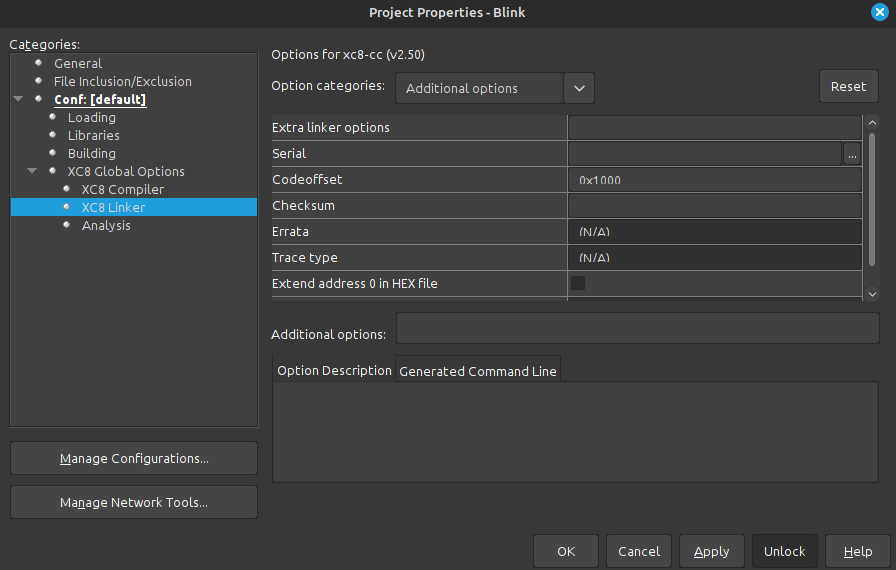 Project Properties - Blink
Categories:
General
File Inclusion/Exclusion
Conf: [default]
Loading
Libraries
Building
XC8 Global Options
XC8 Compiler
XC8 Linker
Analysis
Manage Configurations...
Manage Network Tools...
Options for xc8-cc (v2.50)
Option categories: Additional options
Reset
Extra linker options
Serial ...
Codeoffset 0x1000
Checksum
Errata (N/A)
Trace type (N/A)
Extend address 0 in HEX file
Additional options:
Option Description Generated Command Line
OK Cancel Apply Unlock Help